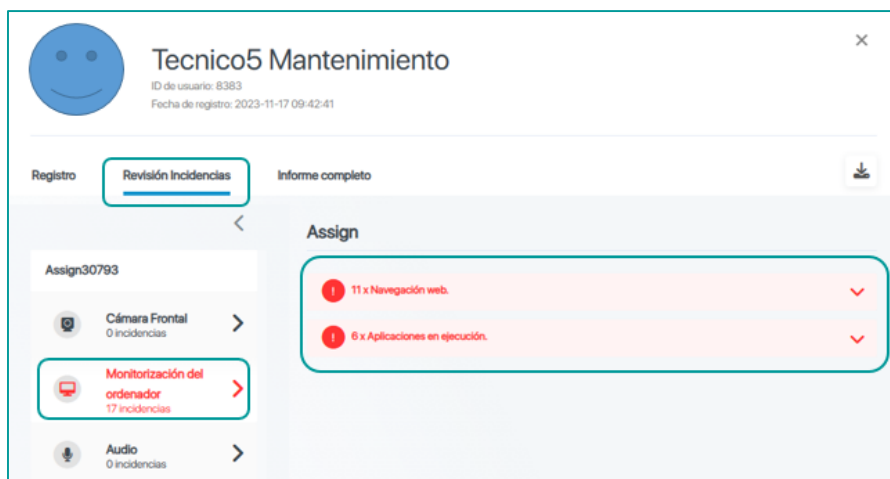 Tecnico5 Mantenimiento
ID de usuario: 8383
Fecha de registro: 2023-11-17 09:42:41
Registro
Revisión Incidencias
Informe completo
Assign30793
Cámara Frontal
0 incidencias
Monitorización del
ordenador
17 incidencias
Audio
0 incidencias
Assign
11 x Navegación web.
6 x Aplicaciones en ejecución.